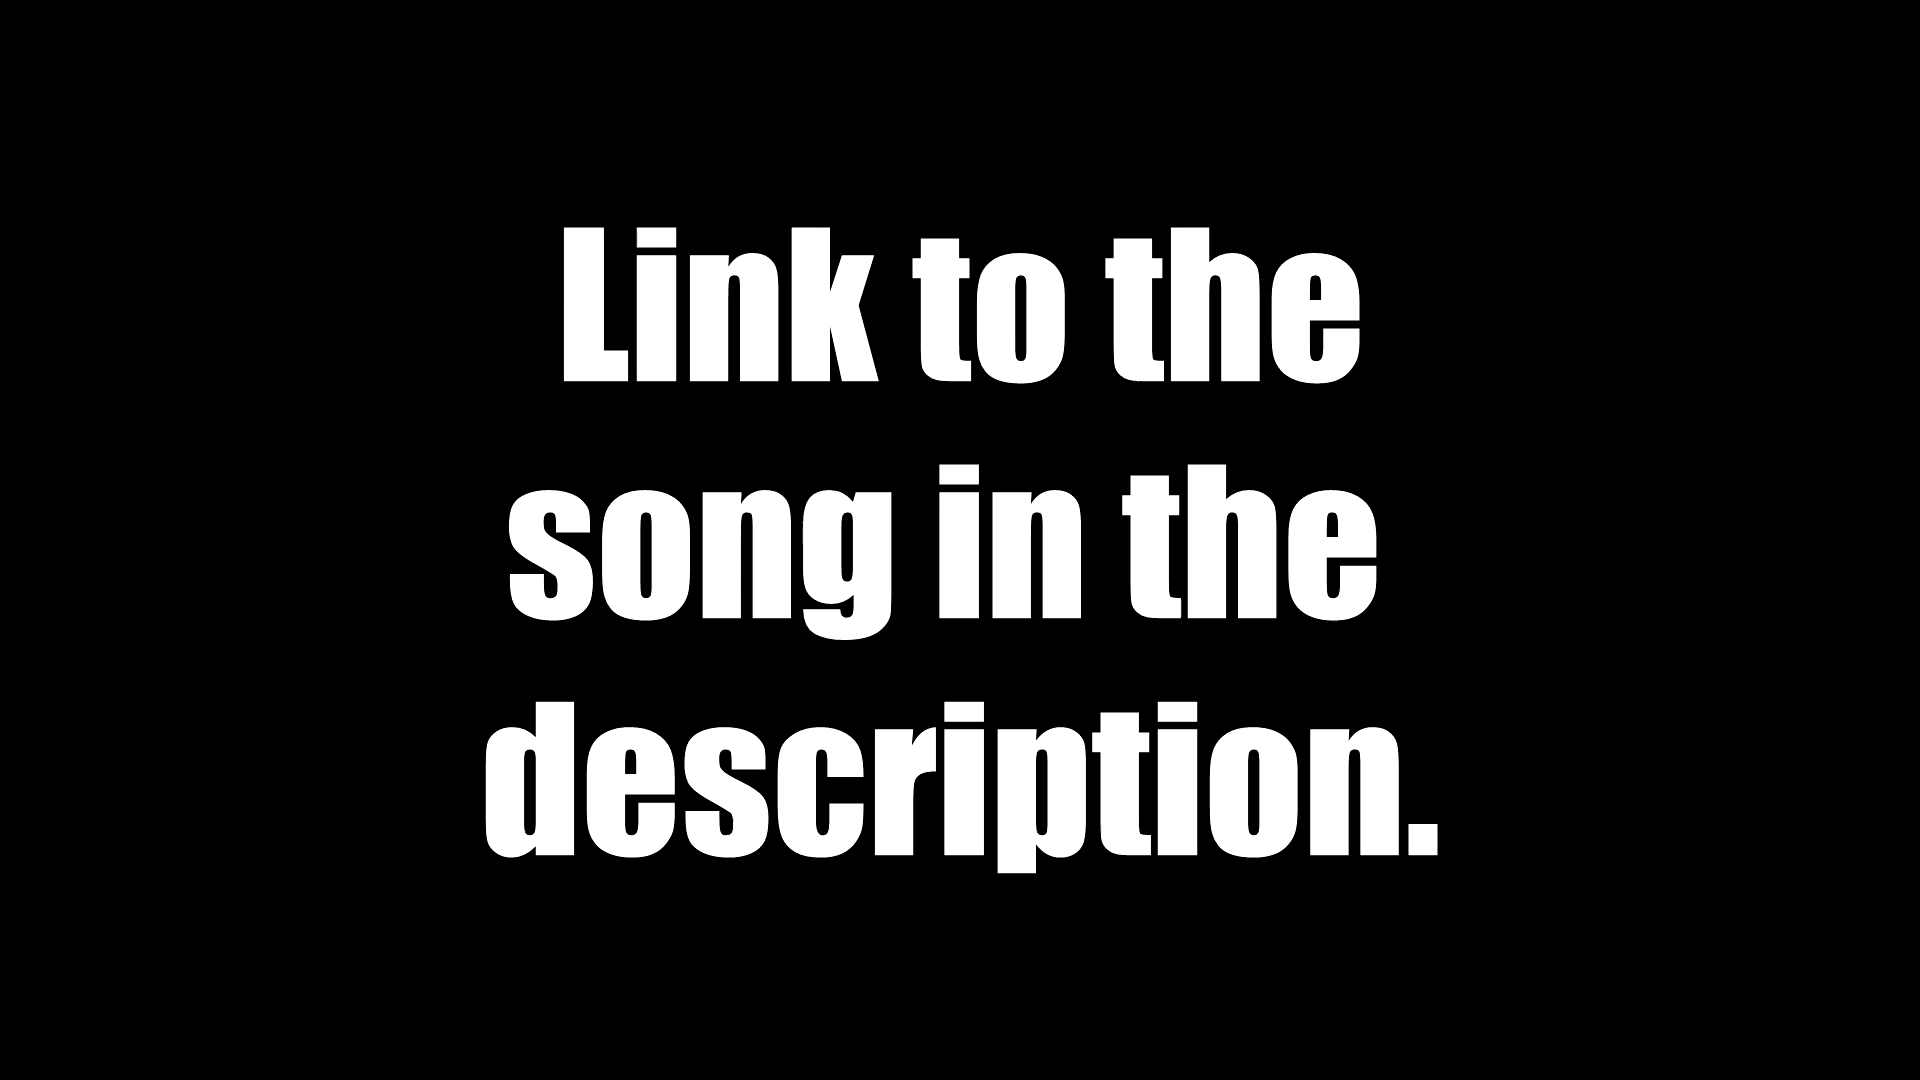 Link to the
song in the
description.